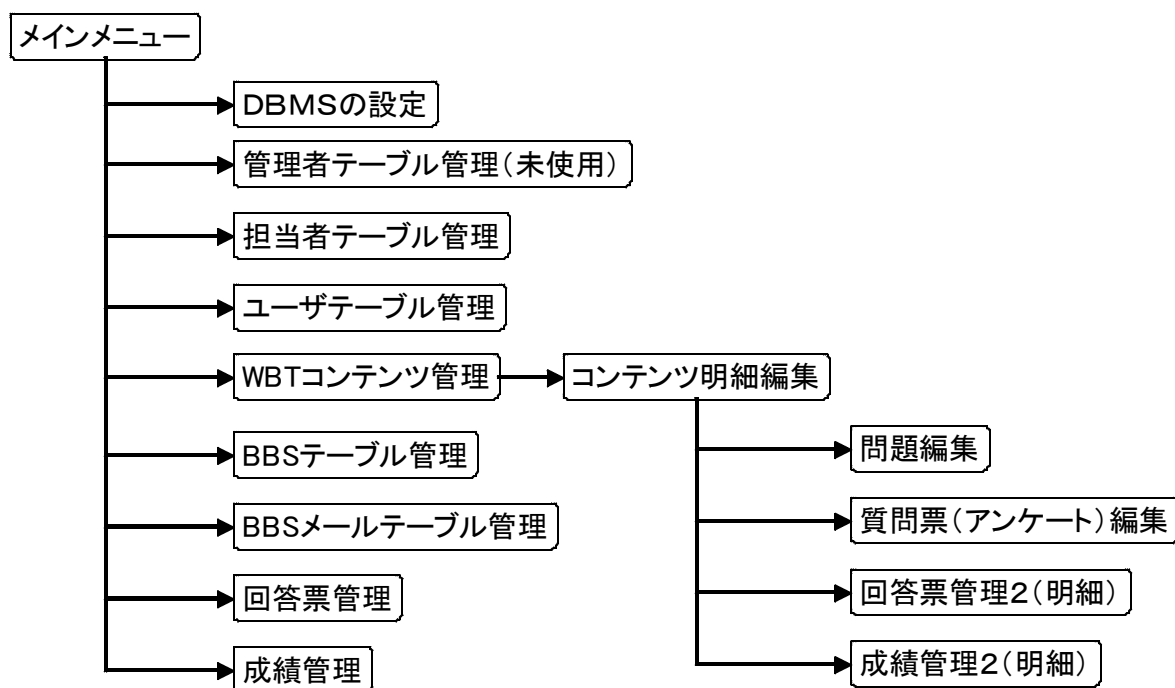 メインメニュー
DBMSの設定
管理者テーブル管理(未使用)
担当者テーブル管理
ユーザテーブル管理
WBTコンテンツ管理
コンテンツ明細編集
問題編集
BBSテーブル管理
質問票(アンケート)編集
BBSメールテーブル管理
回答票管理
回答票管理2(明細)
成績管理
成績管理2(明細)